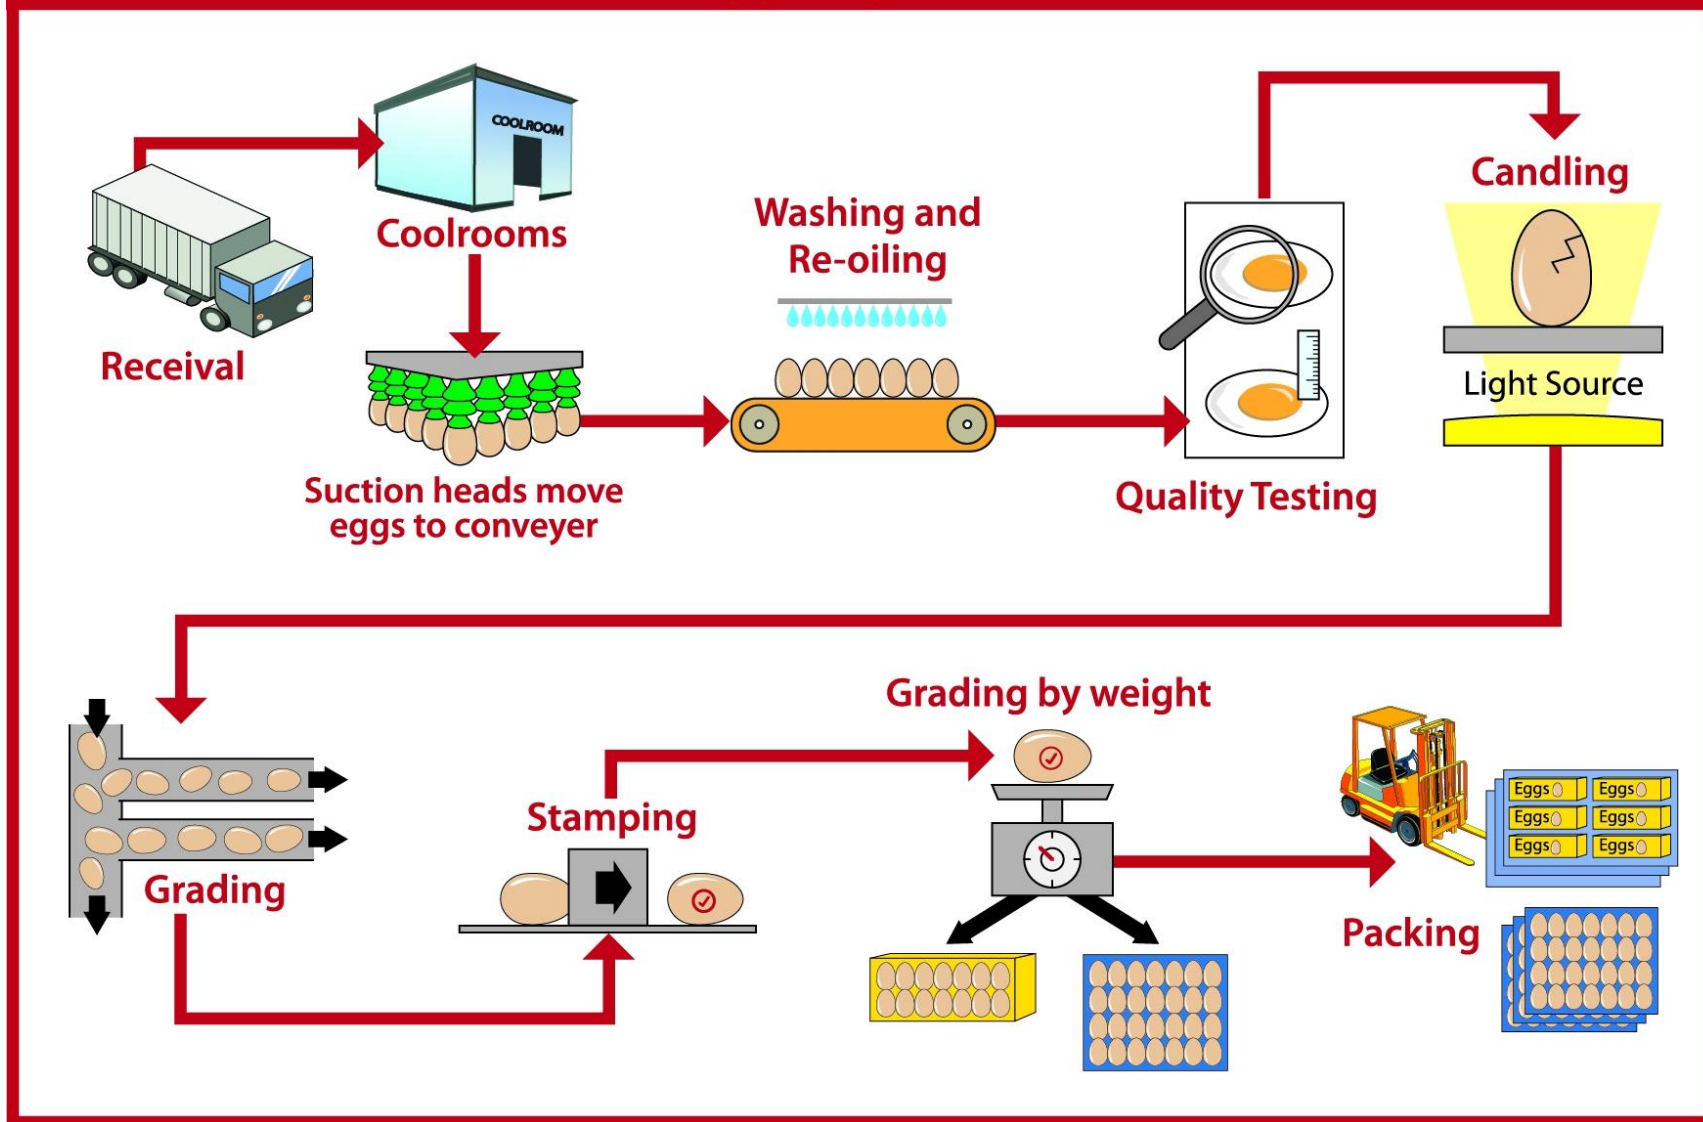 COOLROOM
Coolrooms
Receival
Suction heads move
eggs to conveyer
Washing and
Re-oiling
Quality Testing
Candling
Light Source
Grading
Stamping
Grading by weight
Packing
Eggs Eggs
Eggs Eggs
Eggs Eggs